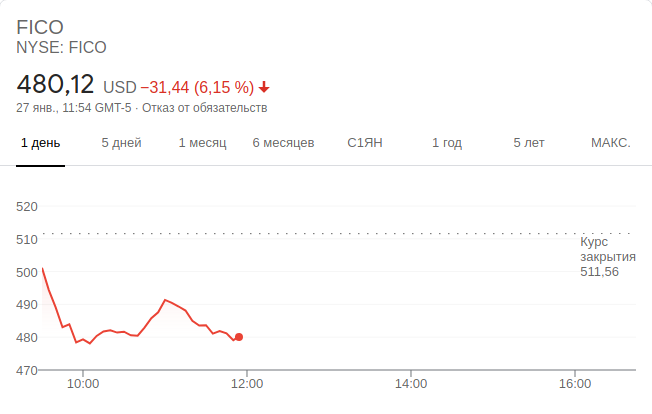 FICO
NYSE: FICO
480,12 USD −31,44 (6,15 %)
27 янв., 11:54 GMT-5 · Отказ от обязательств
1 день 5 дней 1 месяц 6 месяцев С1ЯН 1 год 5 лет МАКС.
520
510
Курс
закрытия
511,56
500
490
480
470
10:00 12:00 14:00 16:00